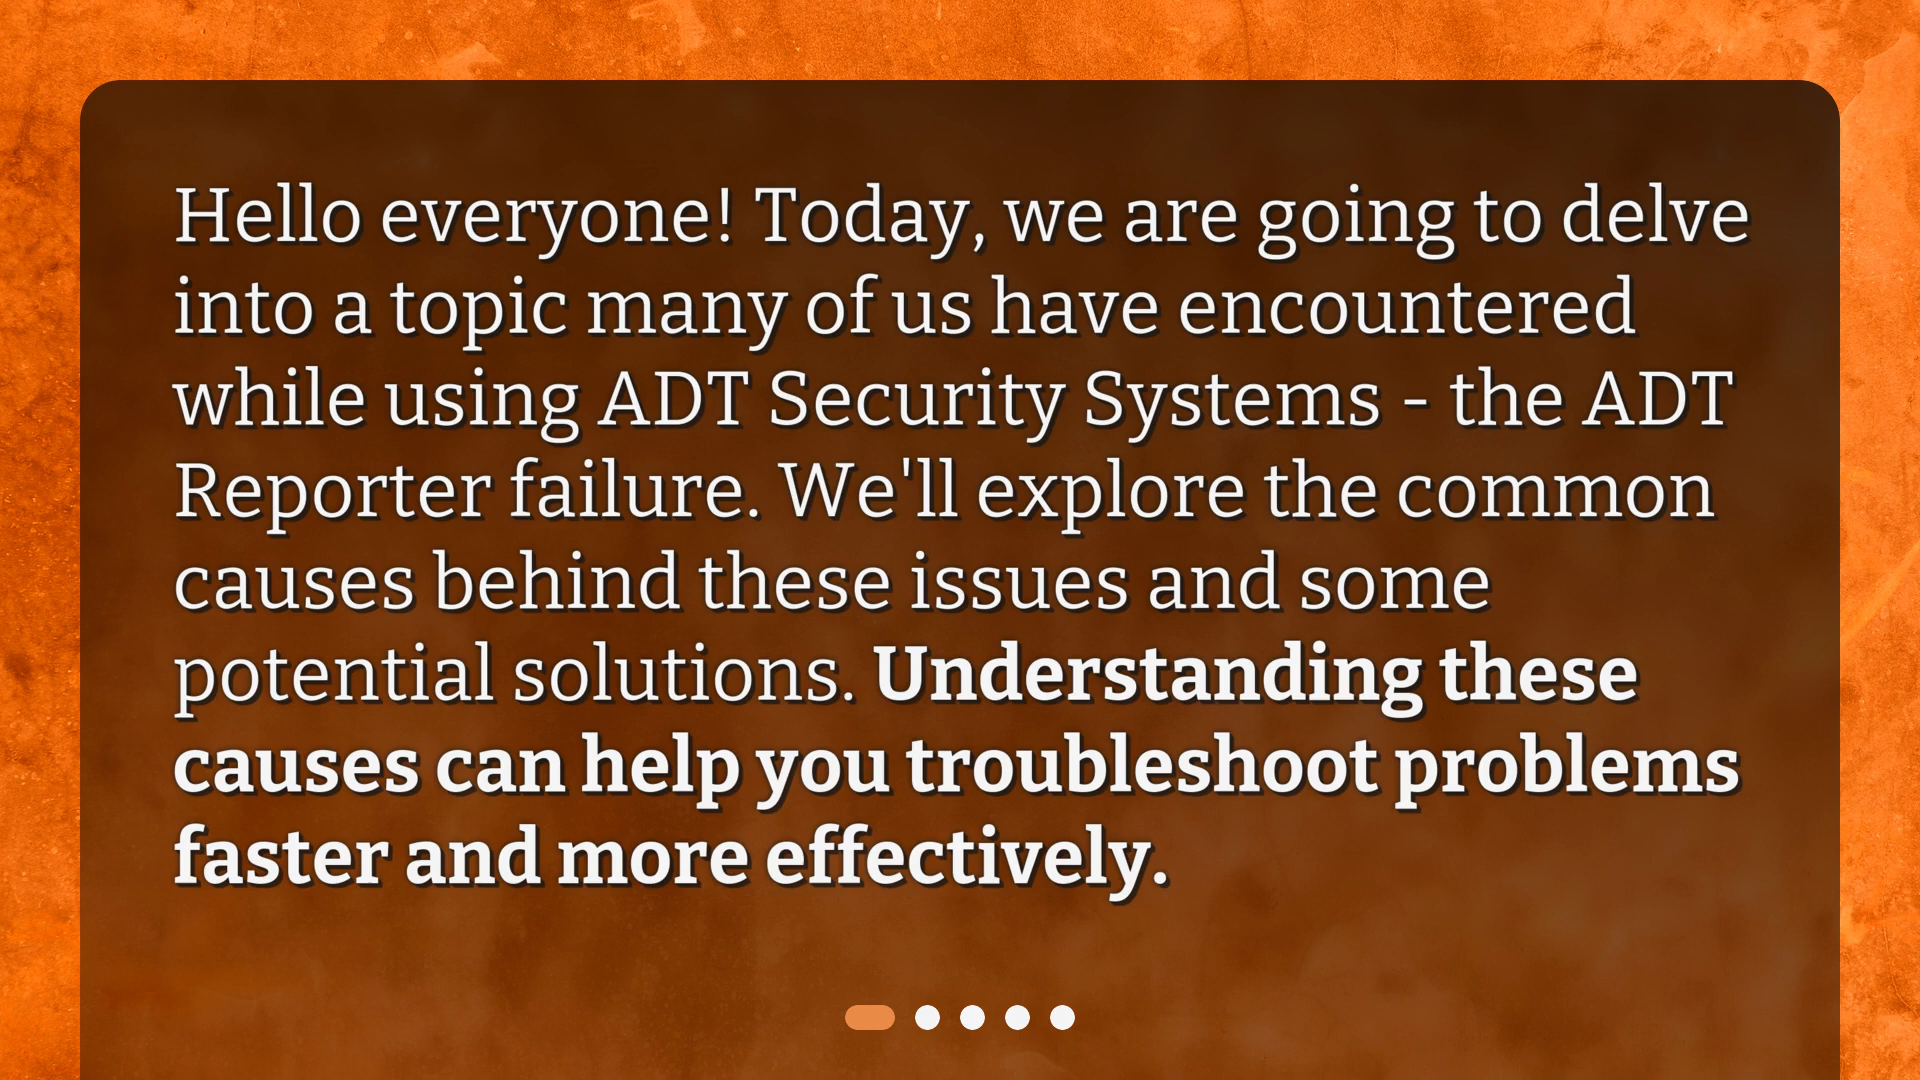 Hello everyone! Today, we are going to delve
into a topic many of us have encountered
while using ADT Security Systems - the ADT
Reporter failure. We'll explore the common
causes behind these issues and some
potential solutions. Understanding these
causes can help you troubleshoot problems
faster and more effectively.